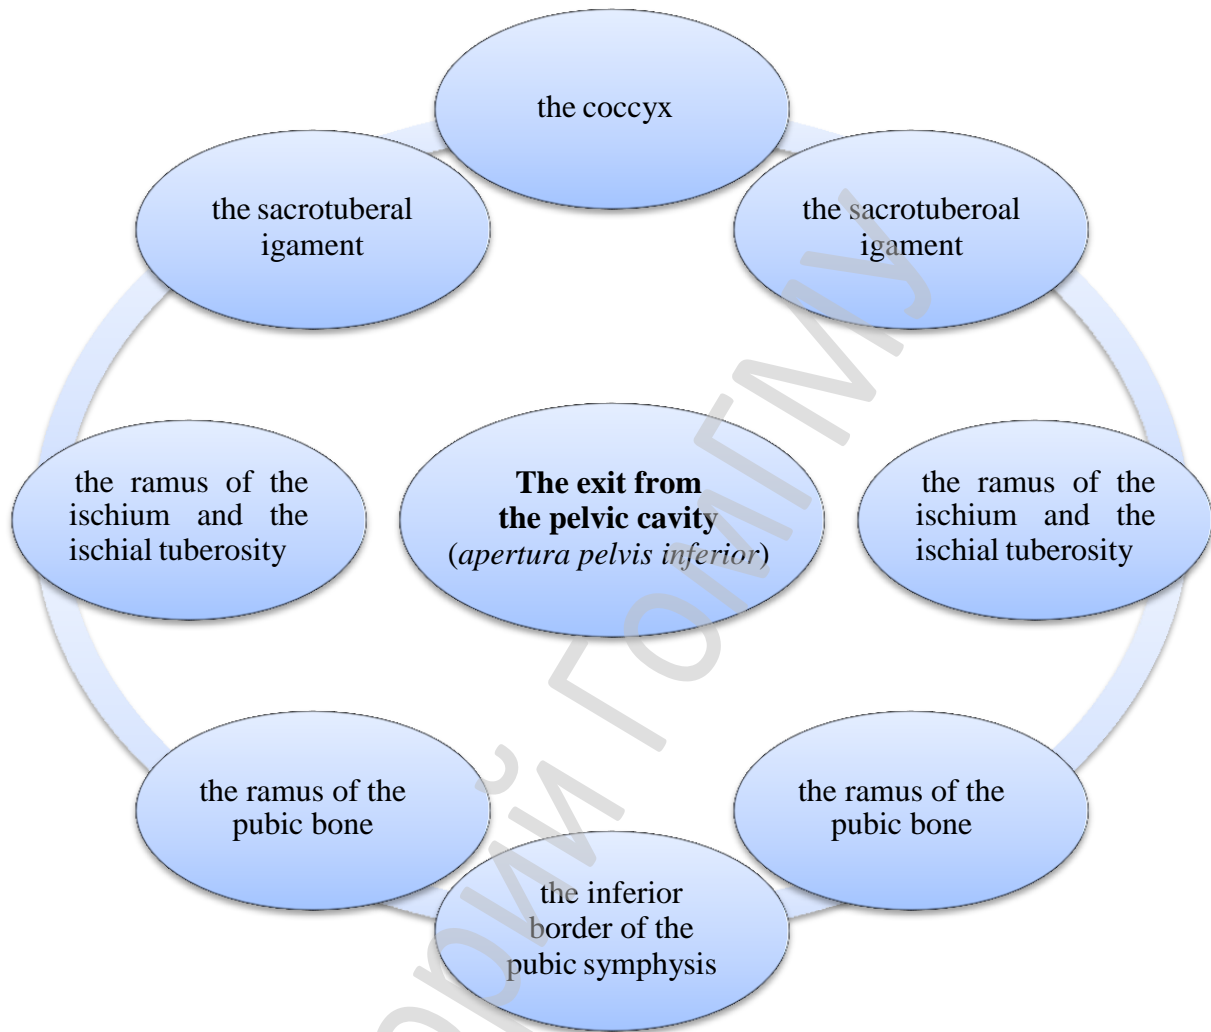 the coccyx
the sacrotuberal
igament
the sacrotuberoal
igament
the ramus of the
ischium and the
ischial tuberosity
The exit from
the pelvic cavity
(apertura pelvis inferior)
the ramus of the
ischium and the
ischial tuberosity
the ramus of the
pubic bone
the ramus of the
pubic bone
the inferior
border of the
pubic symphysis
ГомГМУ